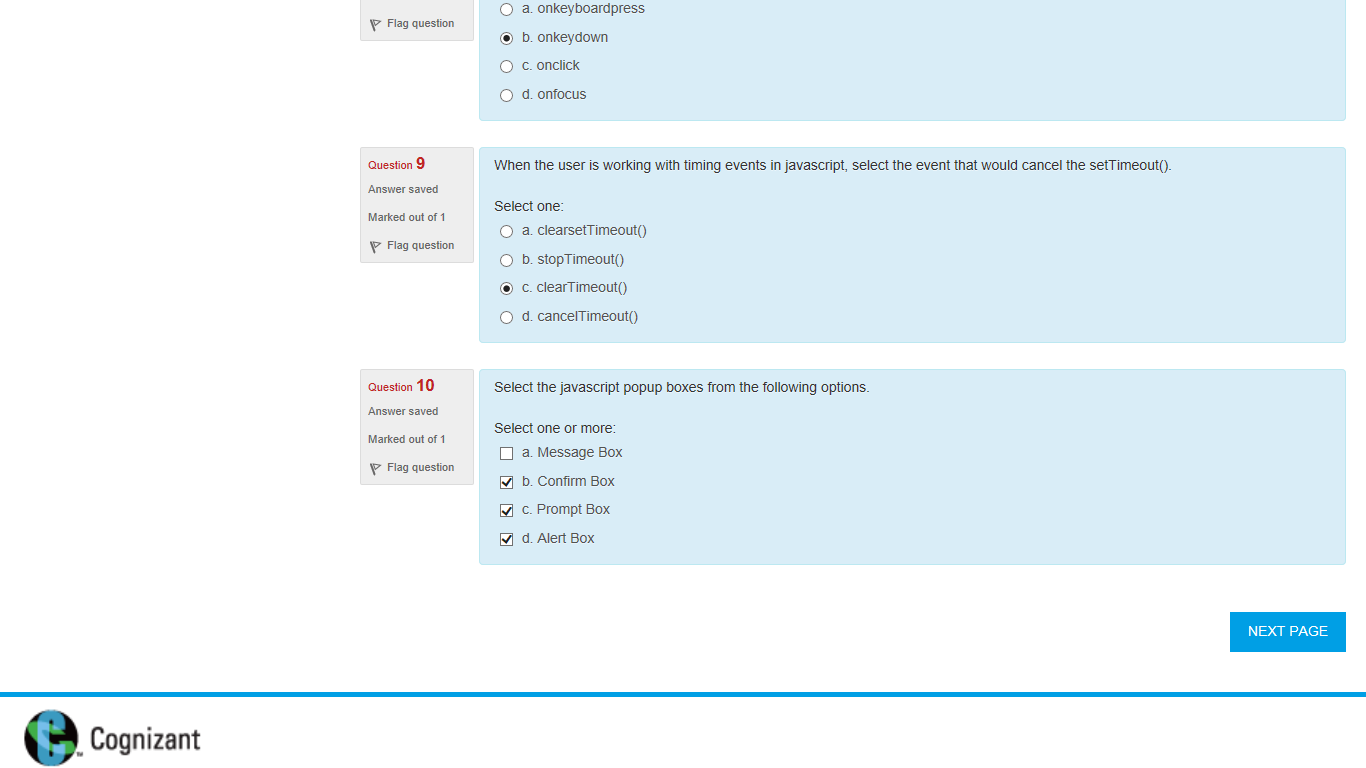 a. onkeyboardpress
Flag question
b. onkeydown
c. onclick
d. onfocus
Question 9
Answer saved
Marked out of 1
Flag question
When the user is working with timing events in javascript, select the event that would cancel the setTimeout().
Select one:
a. clearsetTimeout()
b. stopTimeout()
c. clearTimeout()
d. cancelTimeout()
Question 10
Answer saved
Marked out of 1
Flag question
Select the javascript popup boxes from the following options.
Select one or more:
a. Message Box
b. Confirm Box
c. Prompt Box
d. Alert Box
NEXT PAGE
Cognizant